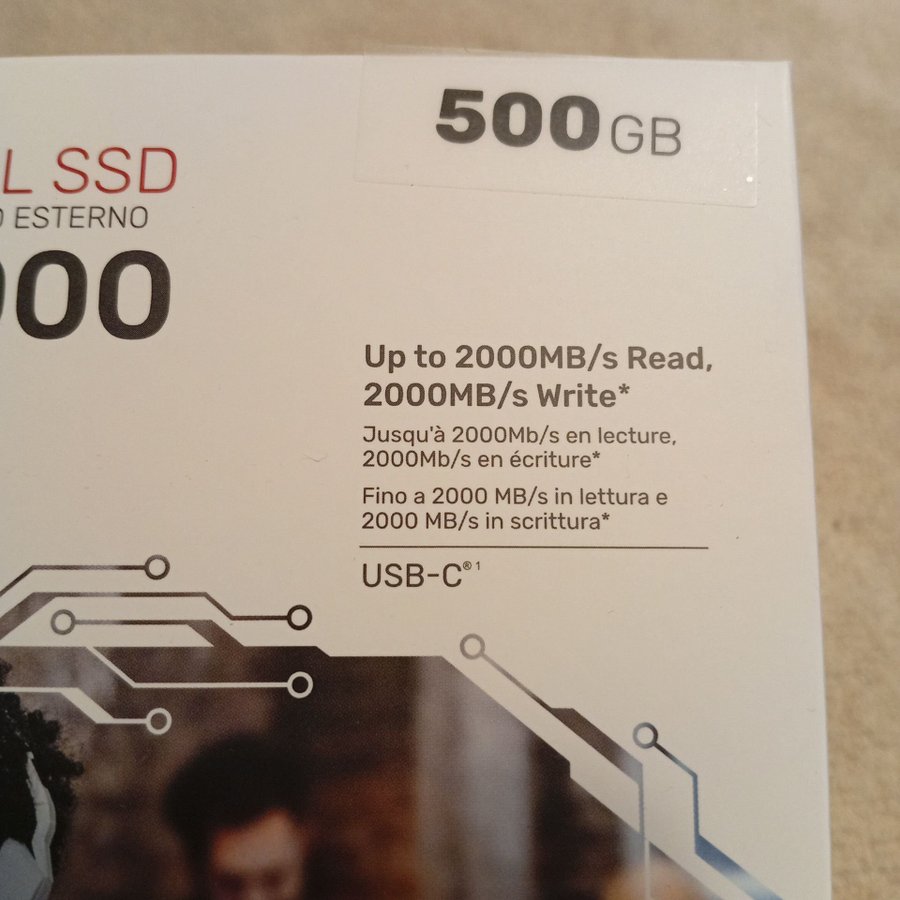 500GB
L SSD
ESTERNO
00
Up to 2000MB/s Read,
2000MB/s Write*
Jusqu'à 2000Mb/s en lecture,
2000Mb/s en écriture*
Fino a 2000 MB/s in lettura e
2000 MB/s in scrittura*
USB-C®1